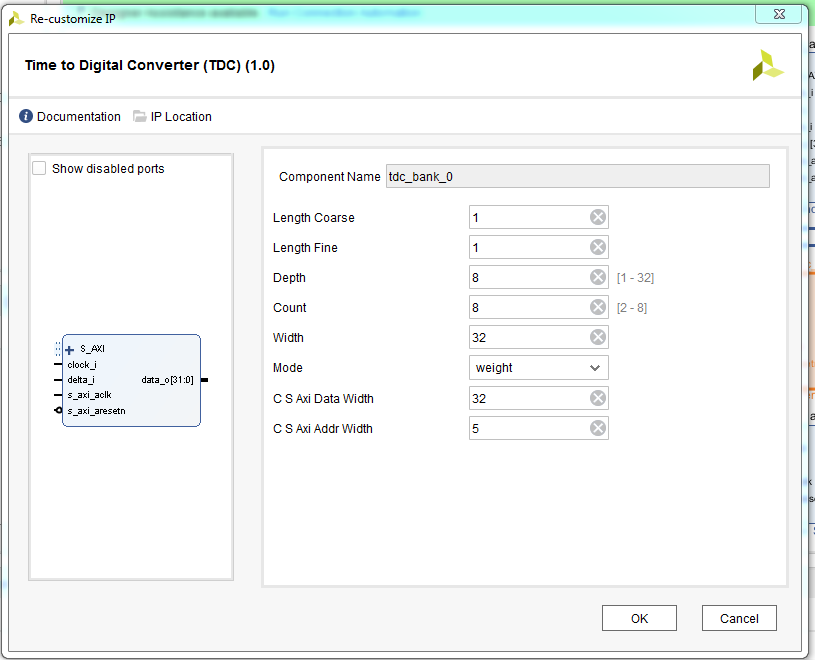 Re-customize IP
Time to Digital Converter (TDC) (1.0)
Documentation IP Location
Show disabled ports
S_AXI
clock_i
delta_i data_o[31:0]
s_axi_aclk
s_axi_aresetn
Component Name tdc_bank_0
Length Coarse 1
Length Fine 1
Depth 8 [1 - 32]
Count 8 [2 - 8]
Width 32
Mode weight
C S Axi Data Width 32
C S Axi Addr Width 5
OK Cancel